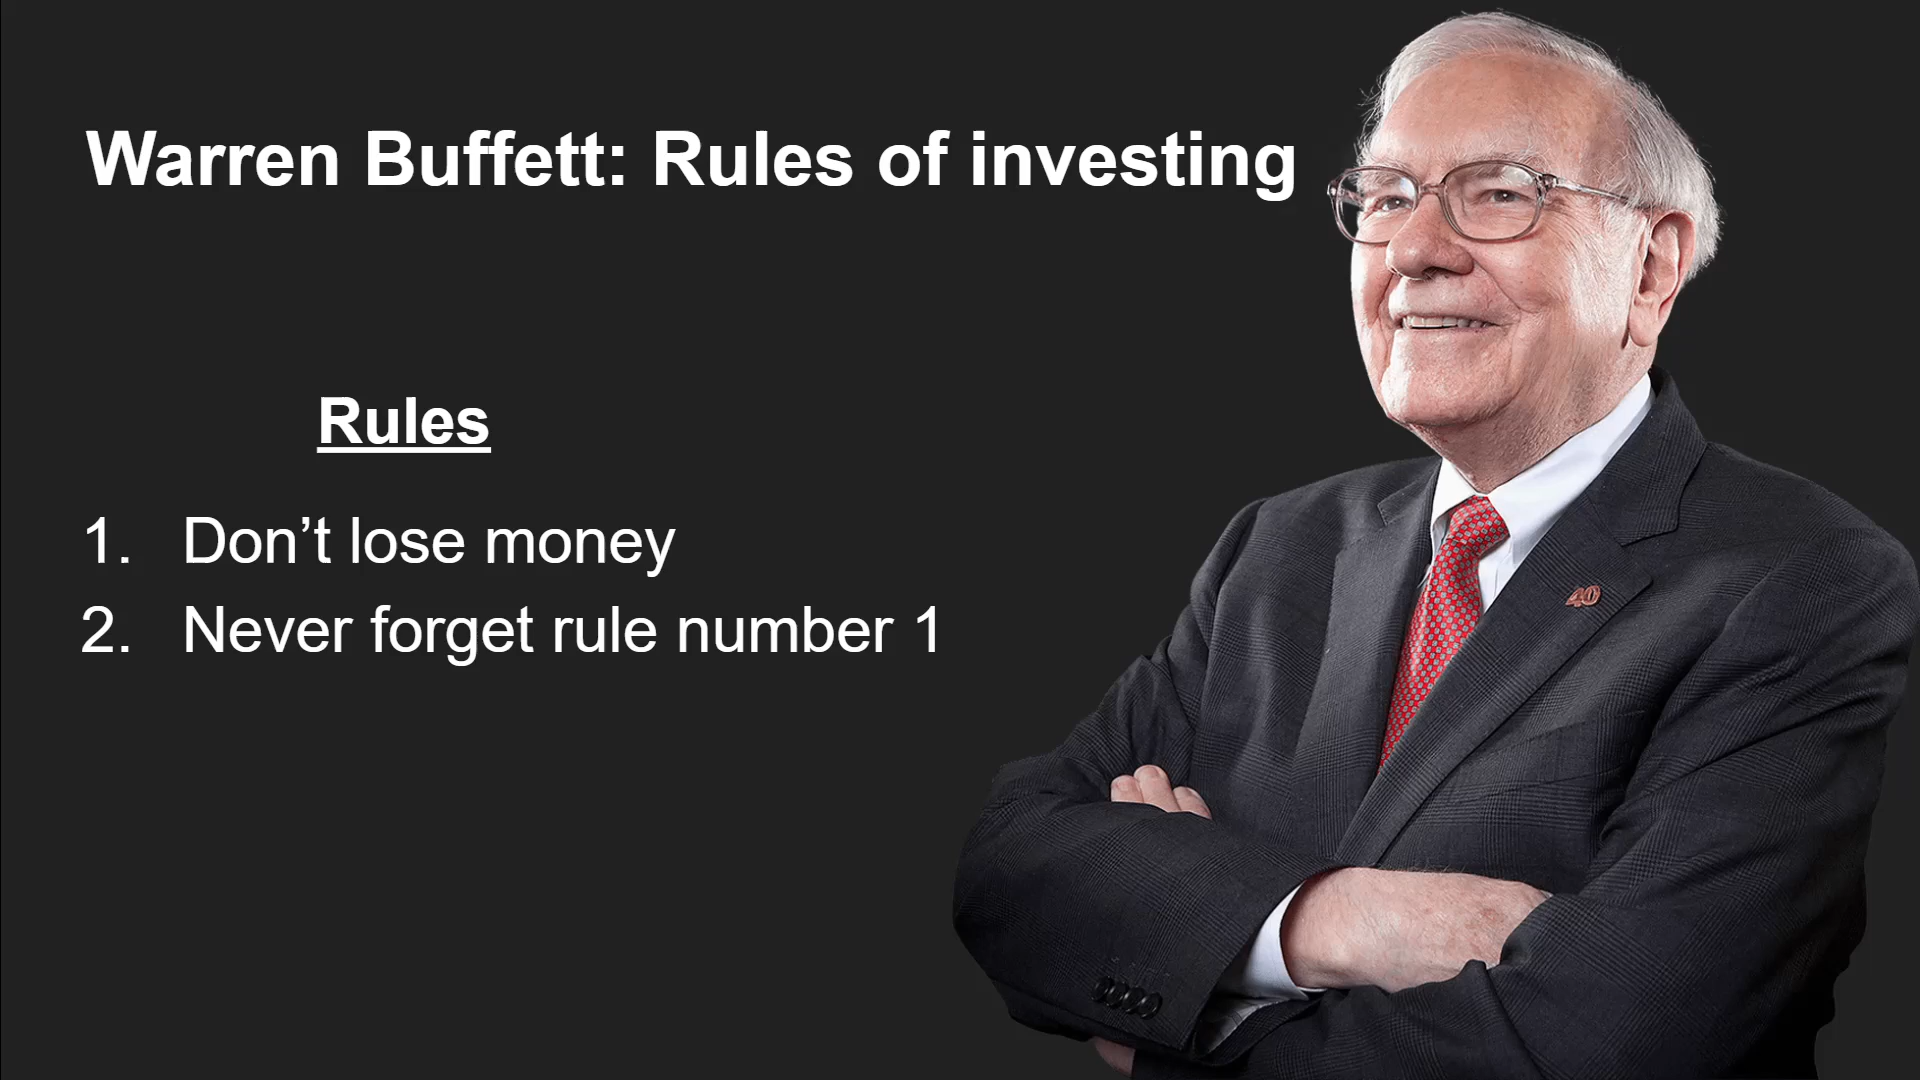 Warren Buffett: Rules of investing
Rules
1. Don’t lose money
2. Never forget rule number 1
40